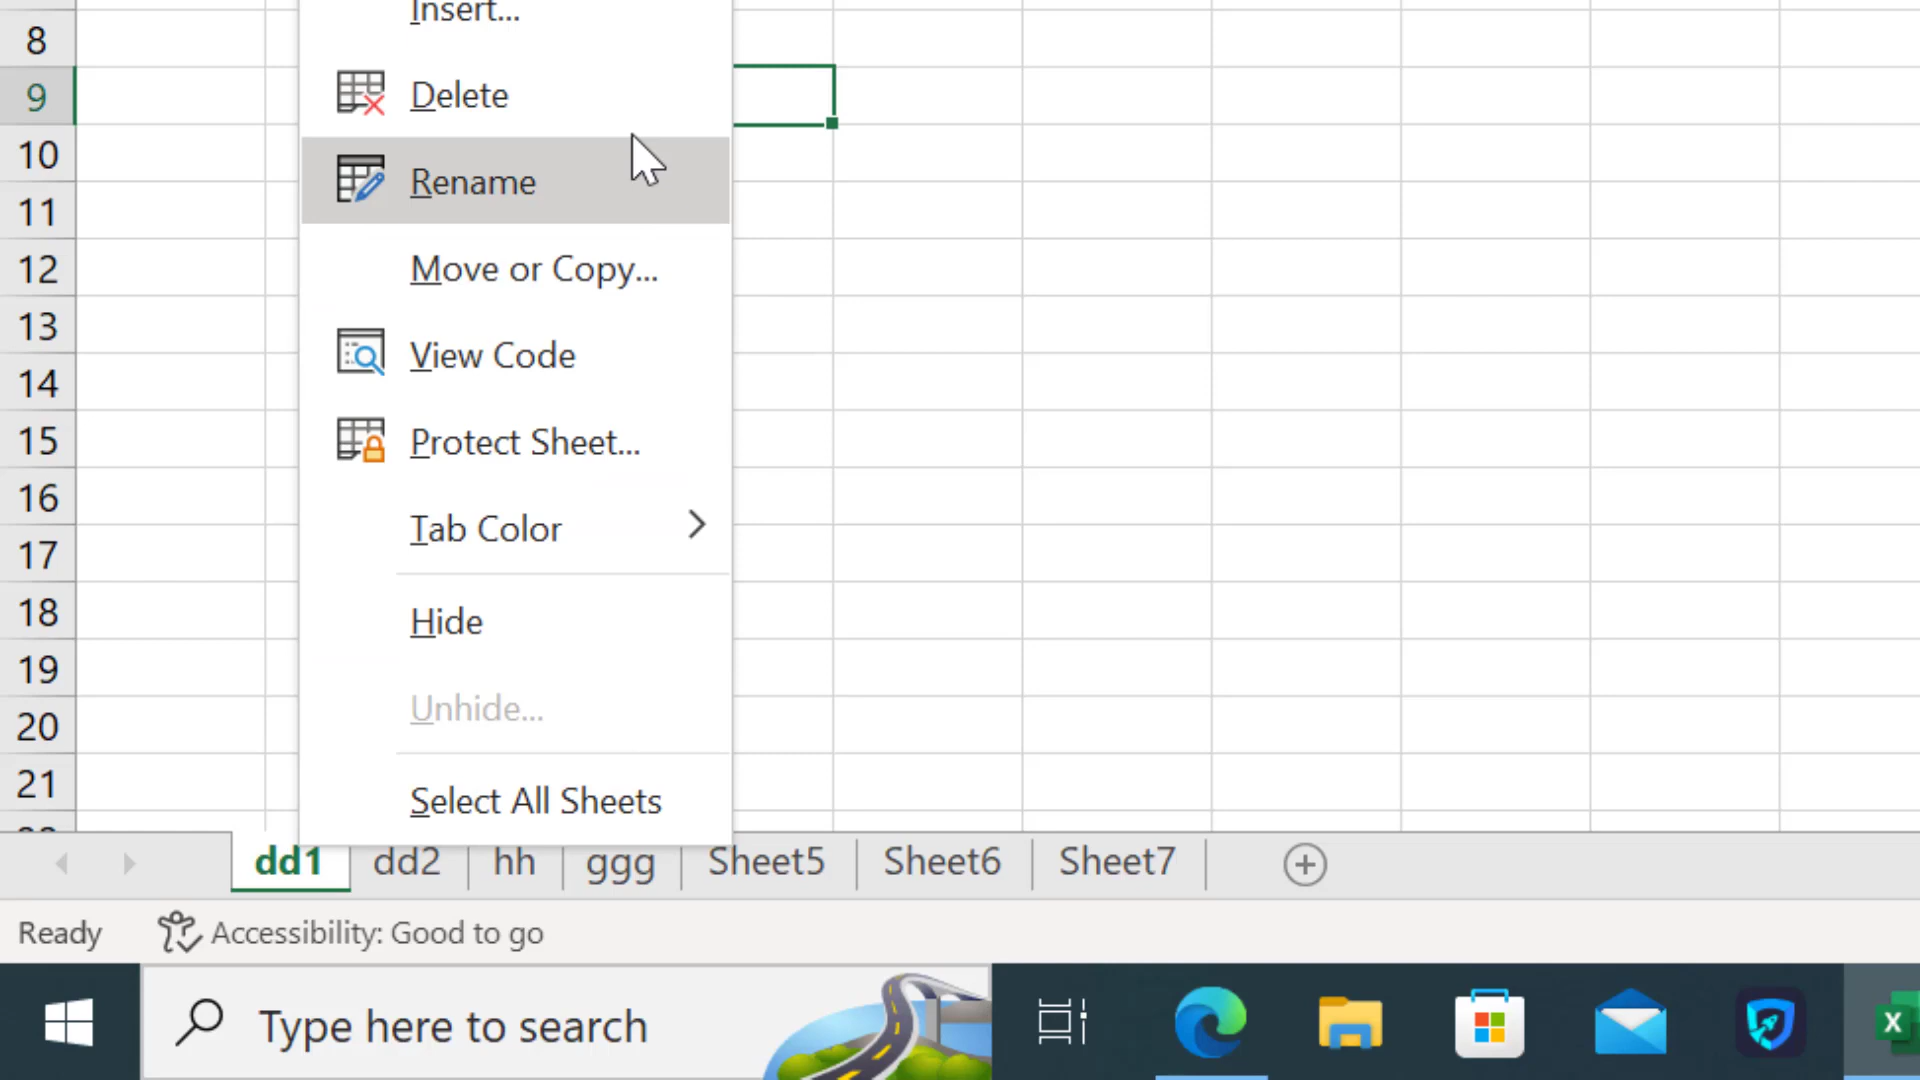 Insert...
8
Delete
9
10
Rename
11
12
Move or Copy...
13
View Code
14
15
Protect Sheet...
16
Tab Color
17
18
Hide
19
Unhide...
20
21
Select All Sheets
dd1 dd2 hh ggg Sheet5 Sheet6 Sheet7
Ready Accessibility: Good to go
Type here to search
X